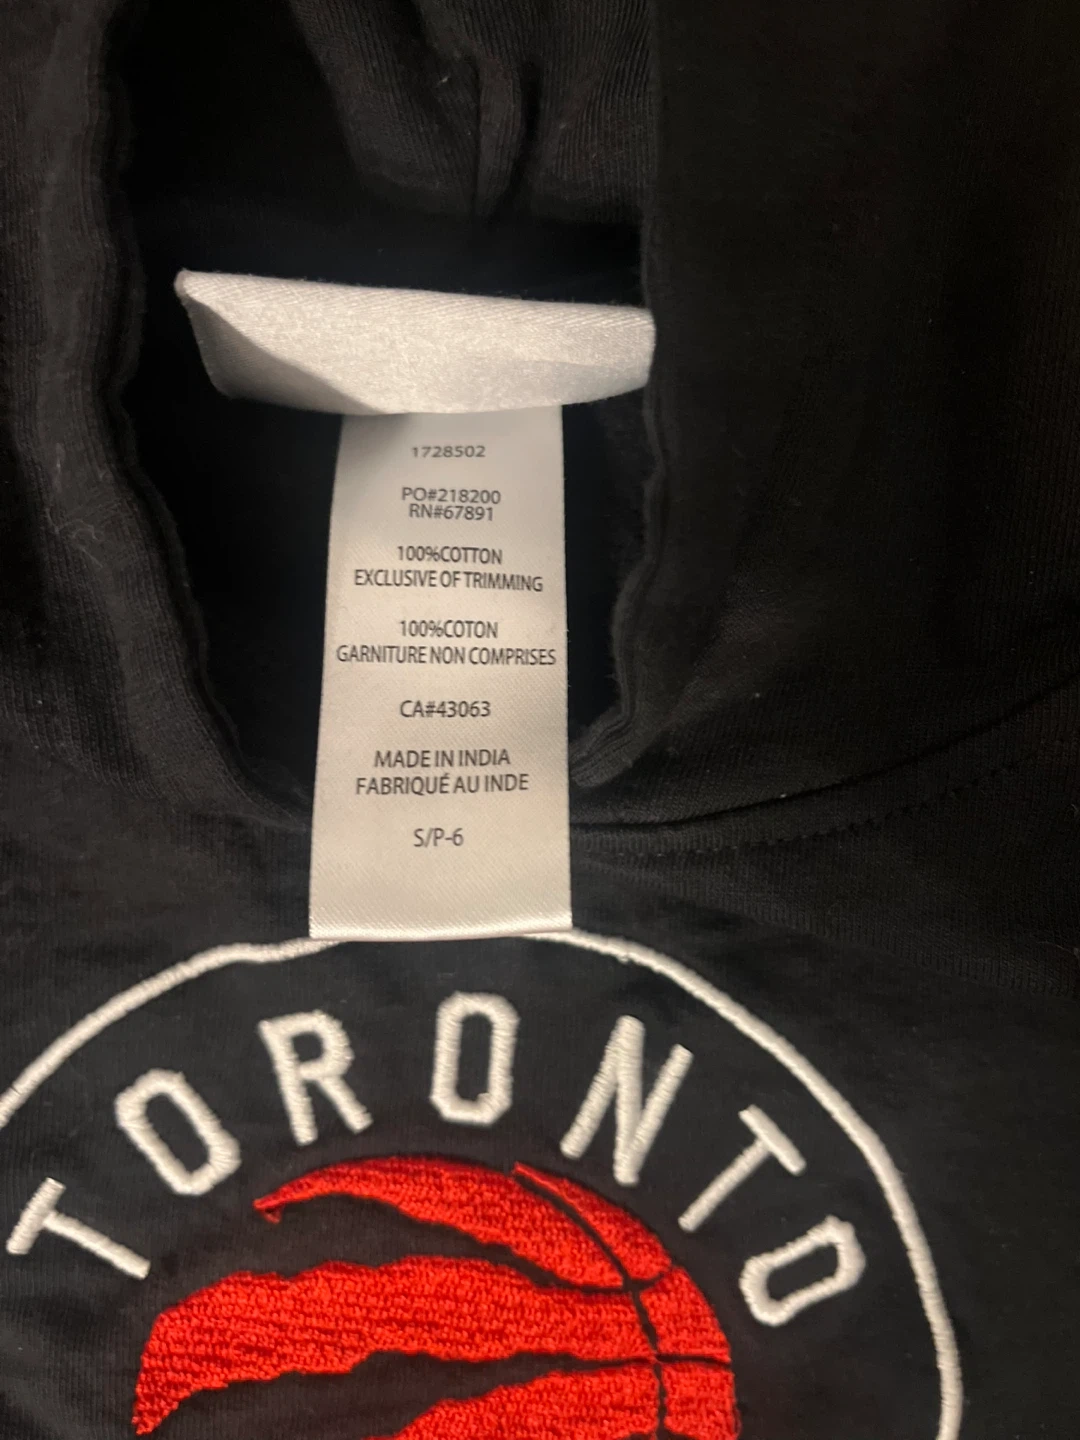 1728502
PO#218200
RN#67891
100%COTTON
EXCLUSIVE OF TRIMMING
100%COTON
GARNITURE NON COMPRISES
CA#43063
MADE IN INDIA
FABRIQUÉ AU INDE
S/P-6
TORONTO